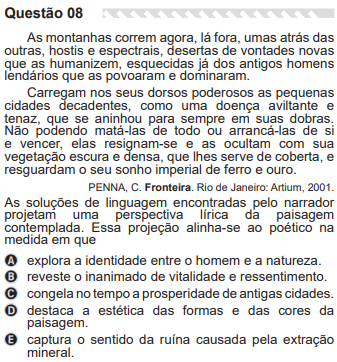 Questão 08
As montanhas correm agora, lá fora, umas atrás das
outras, hostis e espectrais, desertas de vontades novas
que as humanizem, esquecidas já dos antigos homens
lendários que as povoaram e dominaram.
Carregam nos seus dorsos poderosos as pequenas
cidades decadentes, como uma doença aviltante e
tenaz, que se aninhou para sempre em suas dobras.
Não podendo matá-las de todo ou arrancá-las de si
e vencer, elas resignam-se e as ocultam com sua
vegetação escura e densa, que lhes serve de coberta, e
resguardam o seu sonho imperial de ferro e ouro.
PENNA, C. Fronteira. Rio de Janeiro: Artium, 2001.
As soluções de linguagem encontradas pelo narrador
projetam uma perspectiva lírica da paisagem
contemplada. Essa projeção alinha-se ao poético na
medida em que
A explora a identidade entre o homem e a natureza.
B reveste o inanimado de vitalidade e ressentimento.
C congela no tempo a prosperidade de antigas cidades.
D destaca a estética das formas e das cores da
paisagem.
E captura o sentido da ruína causada pela extração
mineral.